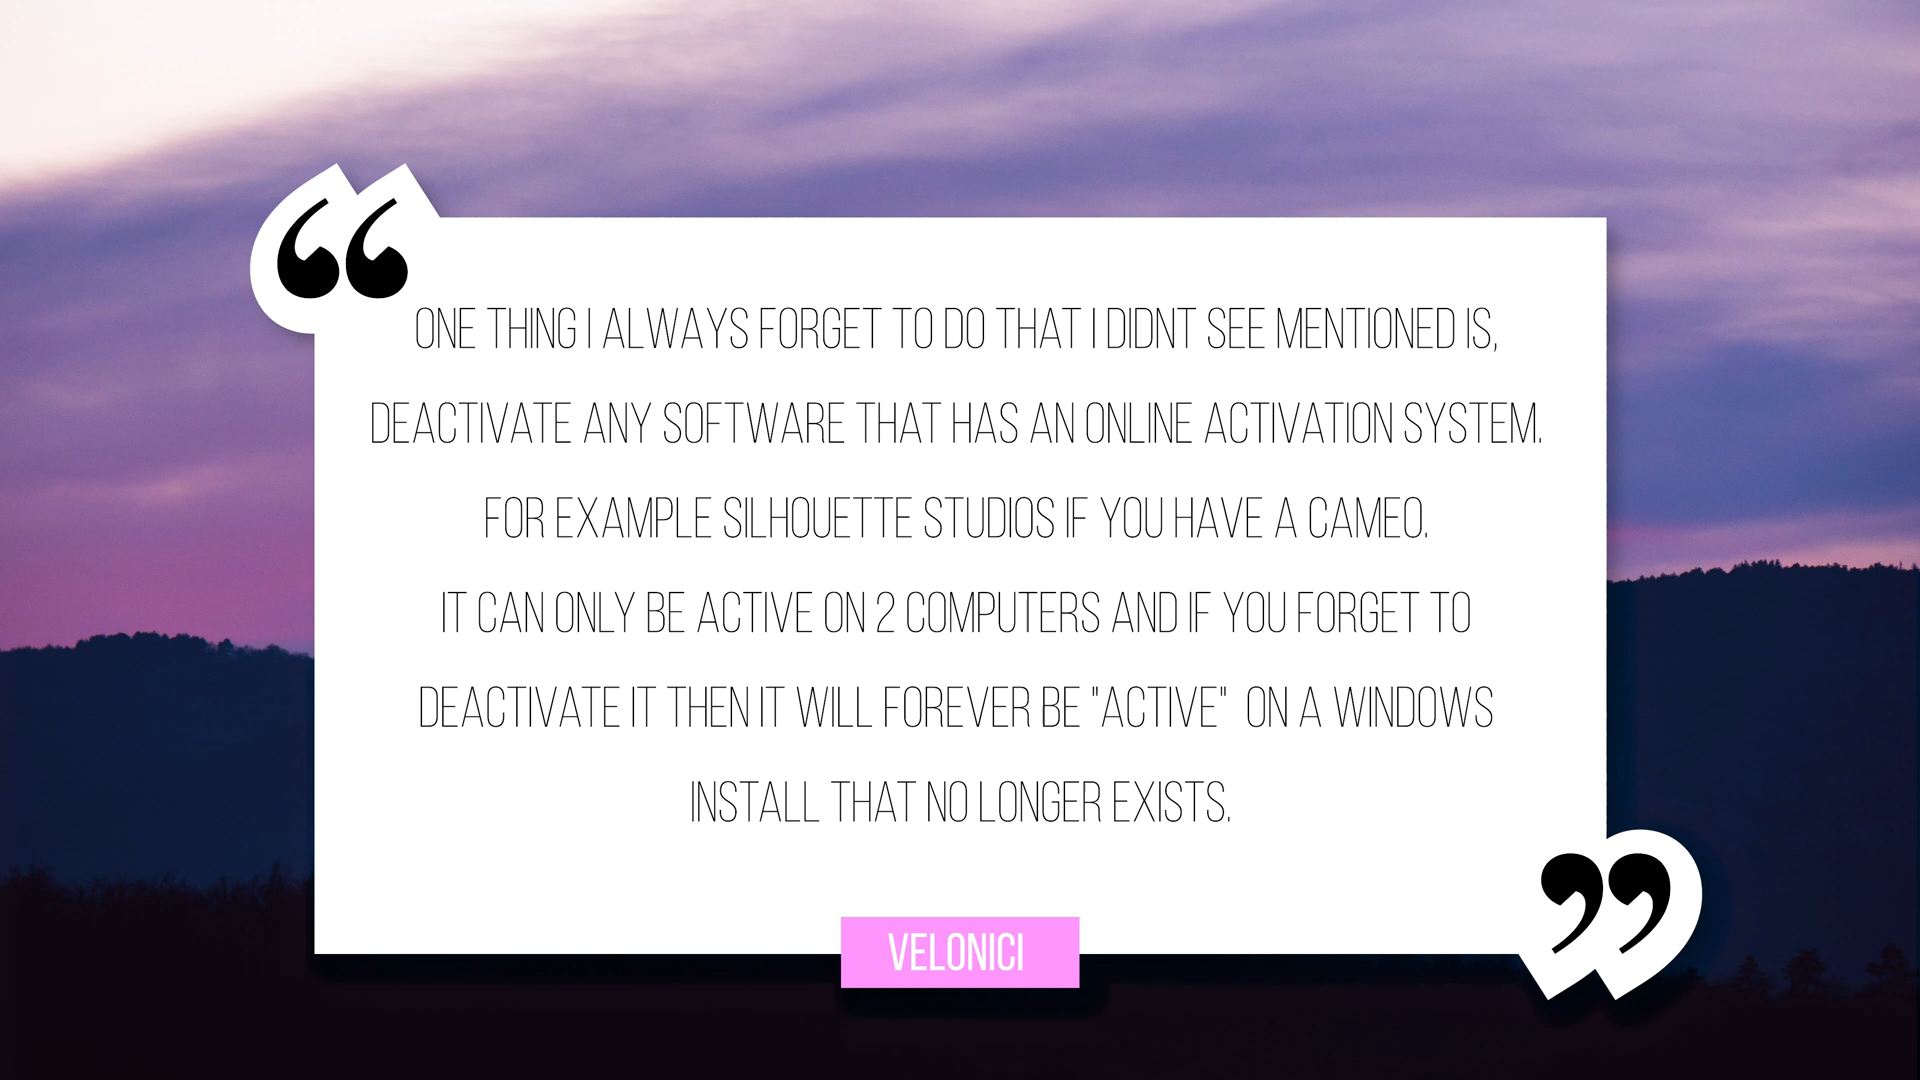 ONE THING I ALWAYS FORGET TO DO THAT I DIDNT SEE MENTIONED IS,
DEACTIVATE ANY SOFTWARE THAT HAS AN ONLINE ACTIVATION SYSTEM.
FOR EXAMPLE SILHOUETTE STUDIOS IF YOU HAVE A CAMEO.
IT CAN ONLY BE ACTIVE ON 2 COMPUTERS AND IF YOU FORGET TO
DEACTIVATE IT THEN IT WILL FOREVER BE "ACTIVE" ON A WINDOWS
INSTALL THAT NO LONGER EXISTS.
VELONICI